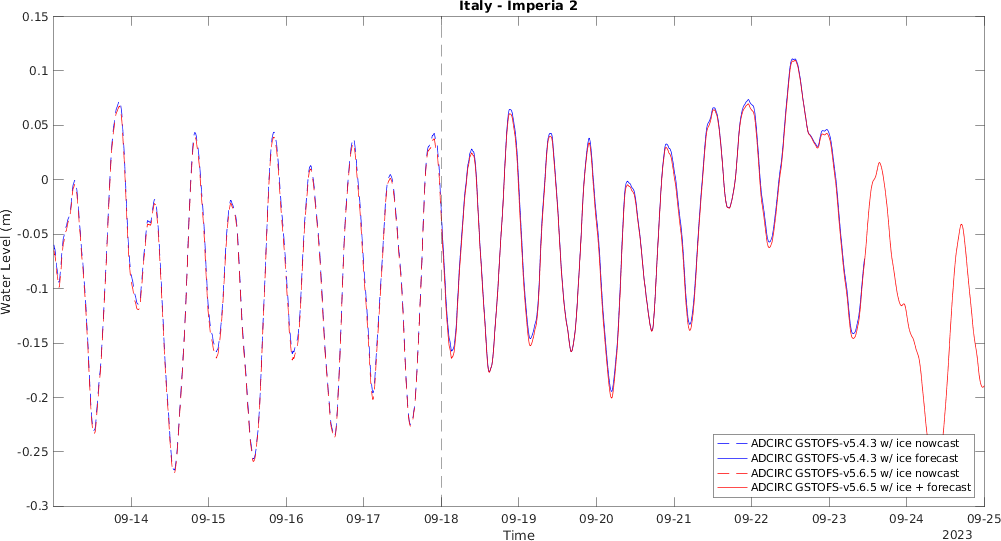 Italy - Imperia 2
0.15
0.1
0.05
0
-0.05
-0.1
-0.15
-0.2
-0.25
-0.3
Water Level (m)
09-14 09-15 09-16 09-17 09-18 09-19 09-20 09-21 09-22 09-23 09-24 09-25
Time
2023
ADCIRC GSTOFS-v5.4.3 w/ ice nowcast
ADCIRC GSTOFS-v5.4.3 w/ ice forecast
ADCIRC GSTOFS-v5.6.5 w/ ice nowcast
ADCIRC GSTOFS-v5.6.5 w/ ice + forecast